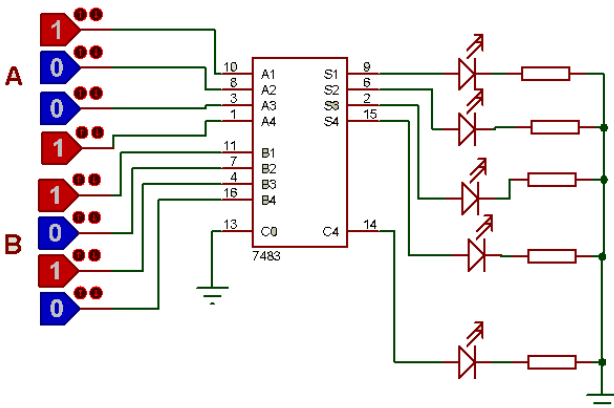 1
0
A
0
1
1
0
B
1
0
10 A1 S1 9
8 A2 S2 6
3 A3 S3 2
1 A4 S4 15
11 B1
7 B2
4 B3
16 B4
13 C0 C4 14
7483